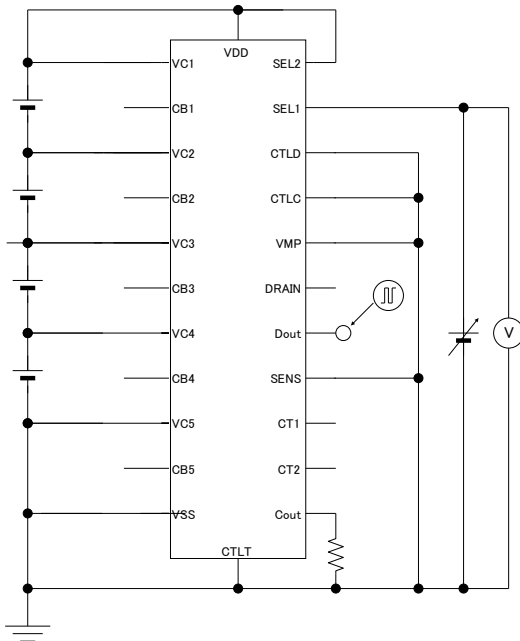 VDD
VC1
SEL2
CB1
SEL1
VC2
CTLD
CB2
CTLC
VC3
VMP
CB3
DRAIN
VC4
Dout
V
CB4
SENS
VC5
CT1
CB5
CT2
VSS
Cout
CTLT